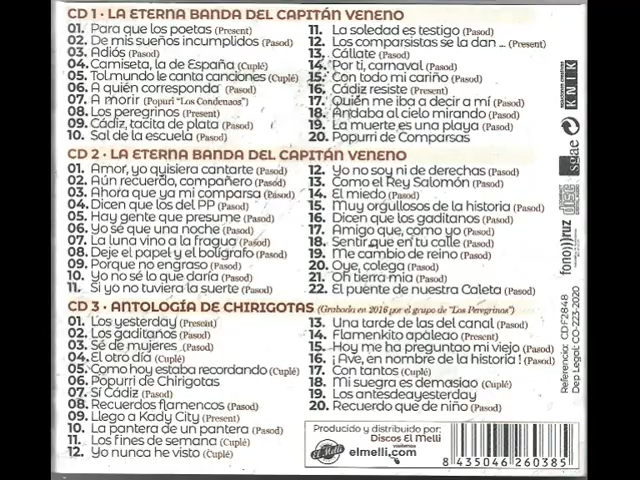 CD 1 · LA ETERNA BANDA DEL CAPITÁN VENENO
01. Para que los poetas (Present)
02. De mis sueños incumplidos (Pasod)
03. Adiós (Pasod)
04. Camiseta, la de España (Cuplé)
05. To'l mundo le canta canciones (Cuplé)
06. A quién corresponda (Pasod)
07. A morir (Popurí "Los Condenaos")
08. Los peregrinos (Present)
09. Cádiz, tacita de plata (Pasod)
10. Sal de la escuela (Pasod)
11. La soledad es testigo (Pasod)
12. Los comparsistas se la dan ... (Present)
13. Cállate (Pasod)
14. Por ti, carnaval (Pasod)
15. Con todo mi cariño (Pasod)
16. Cádiz resiste (Present)
17. Quién me iba a decir a mí (Pasod)
18. Andaba al cielo mirando (Pasod)
19. La muerte es una playa (Pasod)
20. Popurri de Comparsas
CD 2 · LA ETERNA BANDA DEL CAPITÁN VENENO
01. Amor, yo quisiera cantarte (Pasod)
02. Aún recuerdo, compañero (Pasod)
03. Ahora que ya mi comparsa (Pasod)
04. Dicen que los del PP (Pasod)
05. Hay gente que presume (Pasod)
06. Yo sé que una noche (Pasod)
07. La luna vino a la fragua (Pasod)
08. Deje el papel y el bolígrafo (Pasod)
09. Porque no engraso (Pasod)
10. Yo no sé lo que daría (Pasod)
11. Si yo no tuviera la suerte (Pasod)
12. Yo no soy ni de derechas (Pasod)
13. Como el Rey Salomón (Pasod)
14. El miedo (Pasod)
15. Muy orgullosos de la historia (Pasod)
16. Dicen que los gaditanos (Pasod)
17. Amigo que, como yo (Pasod)
18. Sentir que en tu calle (Pasod)
19. Me cambio de reino (Pasod)
20. Oye, colega (Pasod)
21. Oh tierra mía (Pasod)
22. El puente de nuestra Caleta (Pasod)
CD 3 · ANTOLOGÍA DE CHIRIGOTAS (Grabada en 2016 por el grupo de "Los Peregrinos")
01. Los yesterday (Present)
02. Los gaditanos (Pasod)
03. Sé de mujeres (Pasod)
04. El otro día (Cuplé)
05. Como hoy estaba recordando (Cuplé)
06. Popurri de Chirigotas
07. Sí Cádiz (Pasod)
08. Recuerdos flamencos (Pasod)
09. Llego a Kady City (Present)
10. La pantera de un pantera (Pasod)
11. Los fines de semana (Cuplé)
12. Yo nunca he visto (Cuplé)
13. Una tarde de las del canal (Pasod)
14. Flamenkito apaleao (Present)
15. Hoy me ha preguntao mi viejo (Pasod)
16. ¡ Ave, en nombre de la historia ! (Pasod)
17. Con tantos (Cuplé)
18. Mi suegra es demasiao (Cuplé)
19. Los antesdeayesterday
20. Recuerdo que de niño (Pasod)
Producido y distribuido por:
Discos El Melli
El Melli
elmelli.com
8 435046 260385
KNIK
sgae
COMPACT disc
fono)))ruz
Referencia: CDF2848
Dep Legal: CO-223-2020